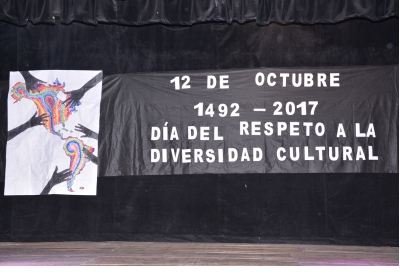 12 DE OCTUBRE
1492 - 2017
DÍA DEL RESPETO A LA
DIVERSIDAD CULTURAL